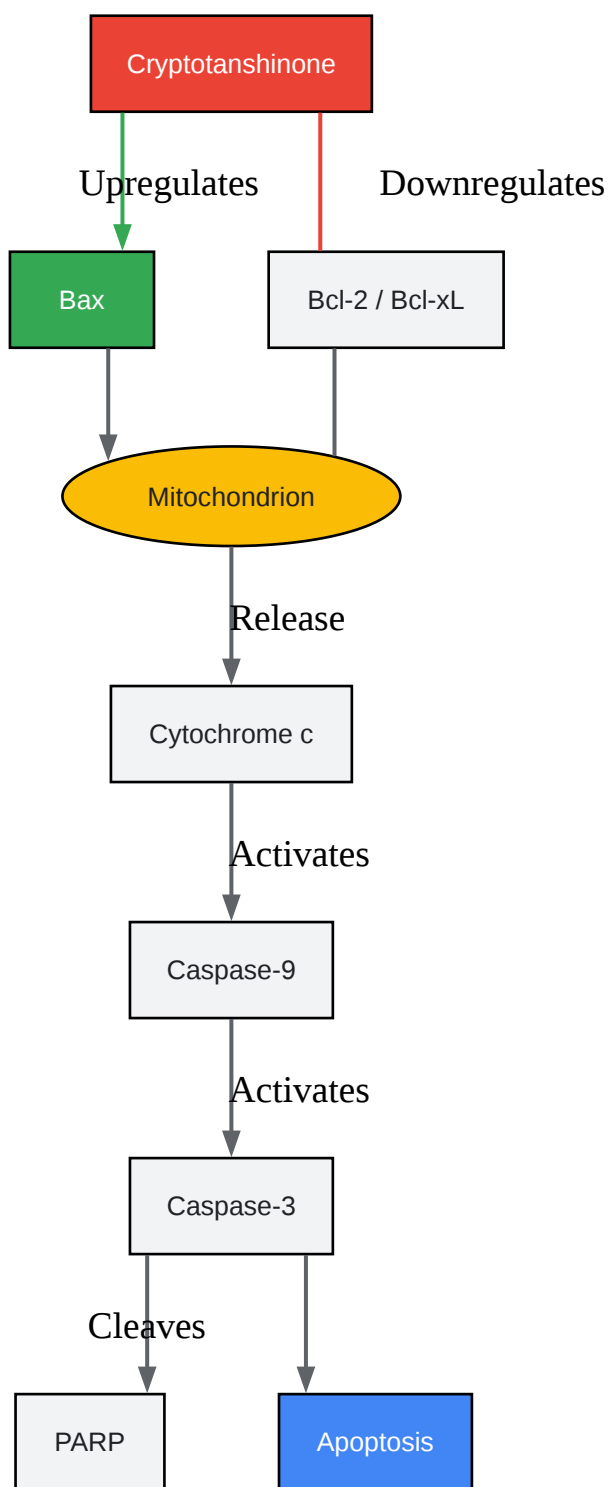 Cryptotanshinone
Upregulates
Downregulates
Bax
Bcl-2 / Bcl-xL
Mitochondrion
Release
Cytochrome c
Activates
Caspase-9
Activates
Caspase-3
Cleaves
PARP
Apoptosis